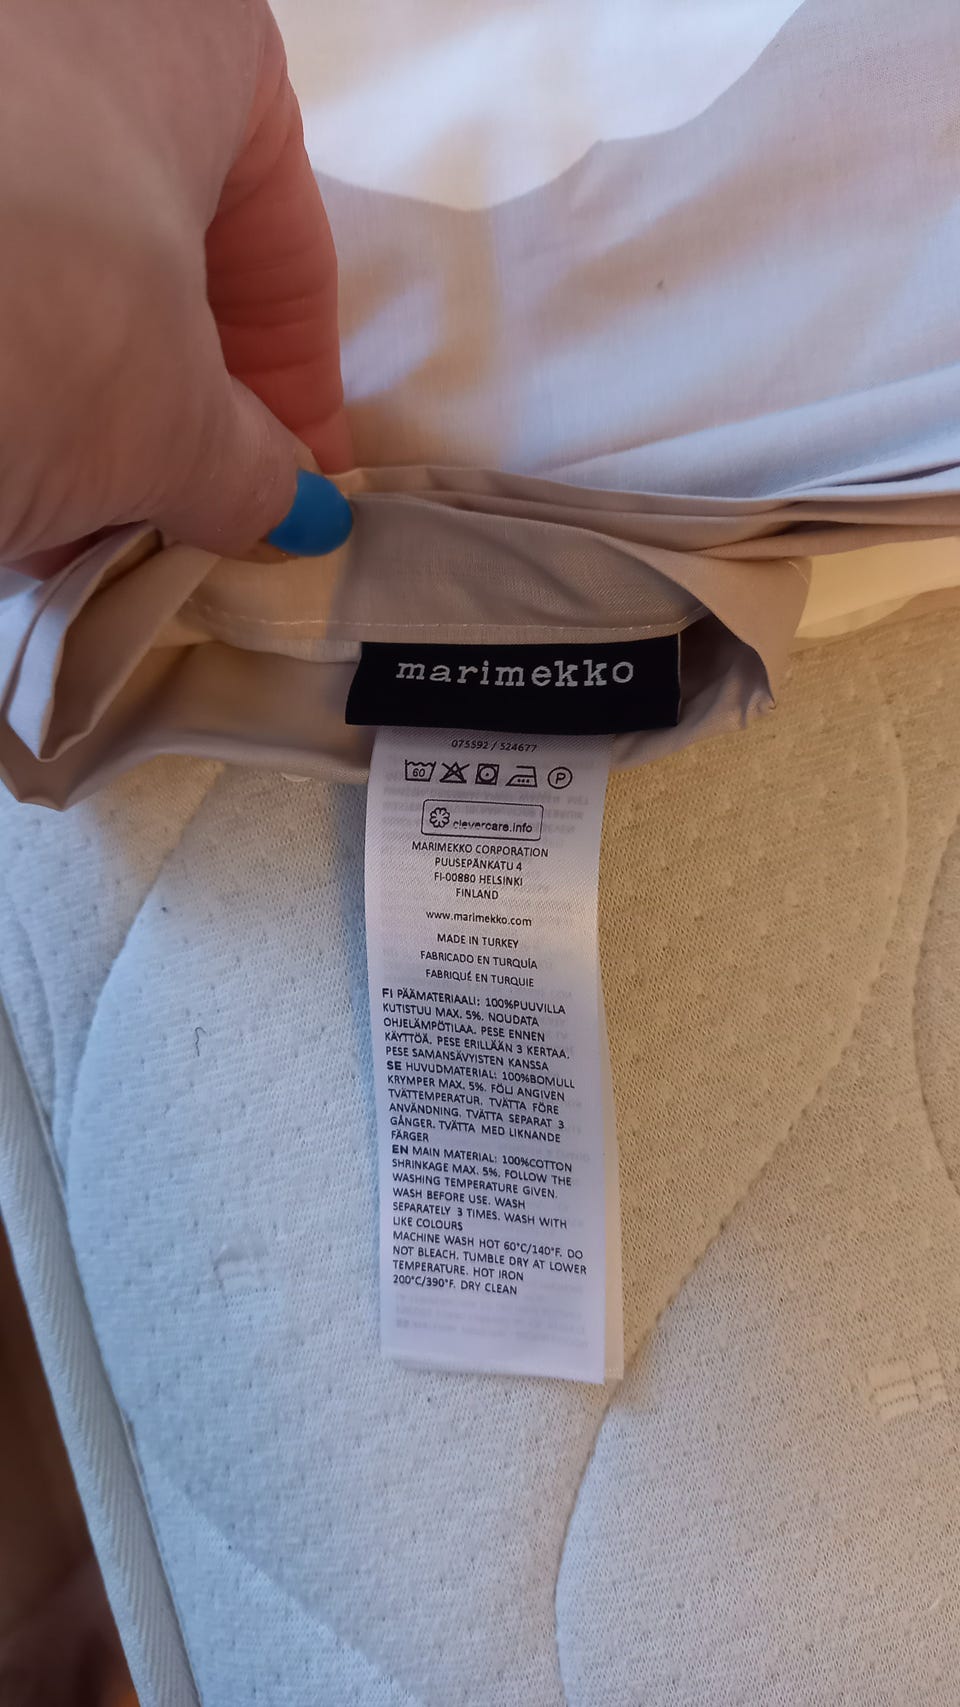 marimekko
075592 / 524677
60 P
clevercare.info
MARIMEKKO CORPORATION
PUUSEPÄNKATU 4
FI-00880 HELSINKI
FINLAND
www.marimekko.com
MADE IN TURKEY
FABRICADO EN TURQUÍA
FABRIQUÉ EN TURQUIE
FI PÄÄMATERIAALI: 100%PUUVILLA
KUTISTUU MAX. 5%. NOUDATA
OHJELÄMPÖTILAA. PESE ENNEN
KÄYTTÖÄ. PESE ERILLÄÄN 3 KERTAA.
PESE SAMANSÄVYISTEN KANSSA
SE HUVUDMATERIAL: 100%BOMULL
KRYMPER MAX. 5%. FÖLJ ANGIVEN
TVÄTTEMPERATUR. TVÄTTA FÖRE
ANVÄNDNING. TVÄTTA SEPARAT 3
GÅNGER. TVÄTTA MED LIKNANDE
FÄRGER
EN MAIN MATERIAL: 100%COTTON
SHRINKAGE MAX. 5%. FOLLOW THE
WASHING TEMPERATURE GIVEN.
WASH BEFORE USE. WASH
SEPARATELY 3 TIMES. WASH WITH
LIKE COLOURS
MACHINE WASH HOT 60°C/140°F. DO
NOT BLEACH. TUMBLE DRY AT LOWER
TEMPERATURE. HOT IRON
200°C/390°F. DRY CLEAN